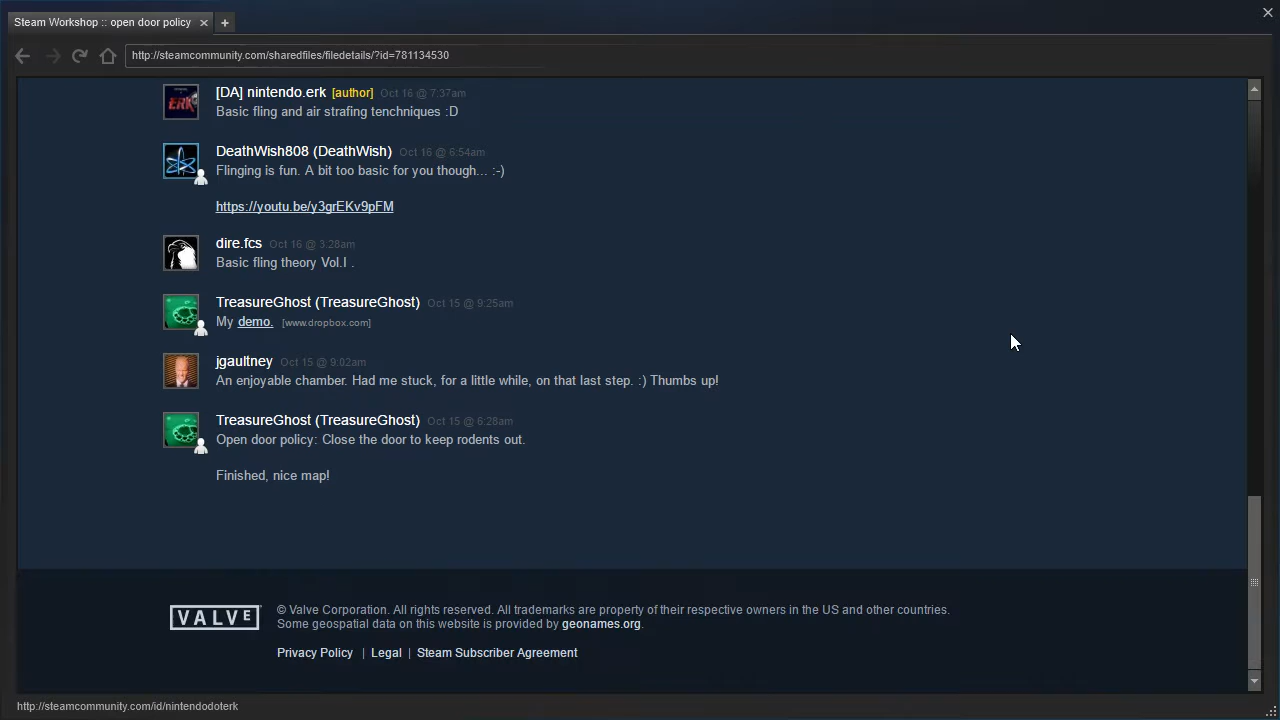 Steam Workshop :: open door policy
http://steamcommunity.com/sharedfiles/filedetails/?id=781134530
ERK
[DA] nintendo.erk [author] Oct 16 @ 7:37am
Basic fling and air strafing tenchniques :D
DeathWish808 (DeathWish) Oct 16 @ 6:54am
Flinging is fun. A bit too basic for you though... :-)
https://youtu.be/y3grEKv9pFM
dire.fcs Oct 16 @ 3:28am
Basic fling theory Vol.I .
TreasureGhost (TreasureGhost) Oct 15 @ 9:25am
My demo. [www.dropbox.com]
jgaultney Oct 15 @ 9:02am
An enjoyable chamber. Had me stuck, for a little while, on that last step. :) Thumbs up!
TreasureGhost (TreasureGhost) Oct 15 @ 6:28am
Open door policy: Close the door to keep rodents out.
Finished, nice map!
VALVE
© Valve Corporation. All rights reserved. All trademarks are property of their respective owners in the US and other countries.
Some geospatial data on this website is provided by geonames.org.
Privacy Policy | Legal | Steam Subscriber Agreement
http://steamcommunity.com/id/nintendodoterk